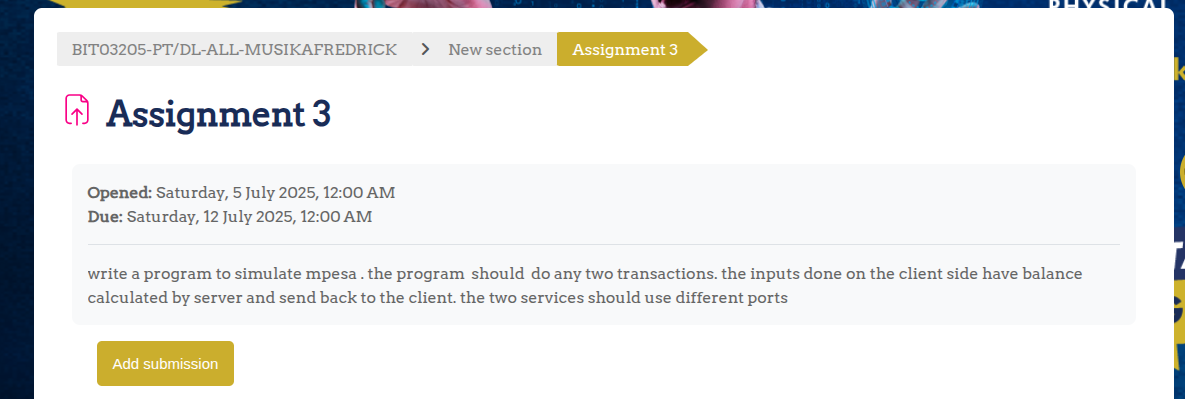 PHYSICAL
BIT03205-PT/DL-ALL-MUSIKAFREDRICK
New section
Assignment 3
Assignment 3
Opened: Saturday, 5 July 2025, 12:00 AM
Due: Saturday, 12 July 2025, 12:00 AM
write a program to simulate mpesa . the program should do any two transactions. the inputs done on the client side have balance
calculated by server and send back to the client. the two services should use different ports
Add submission